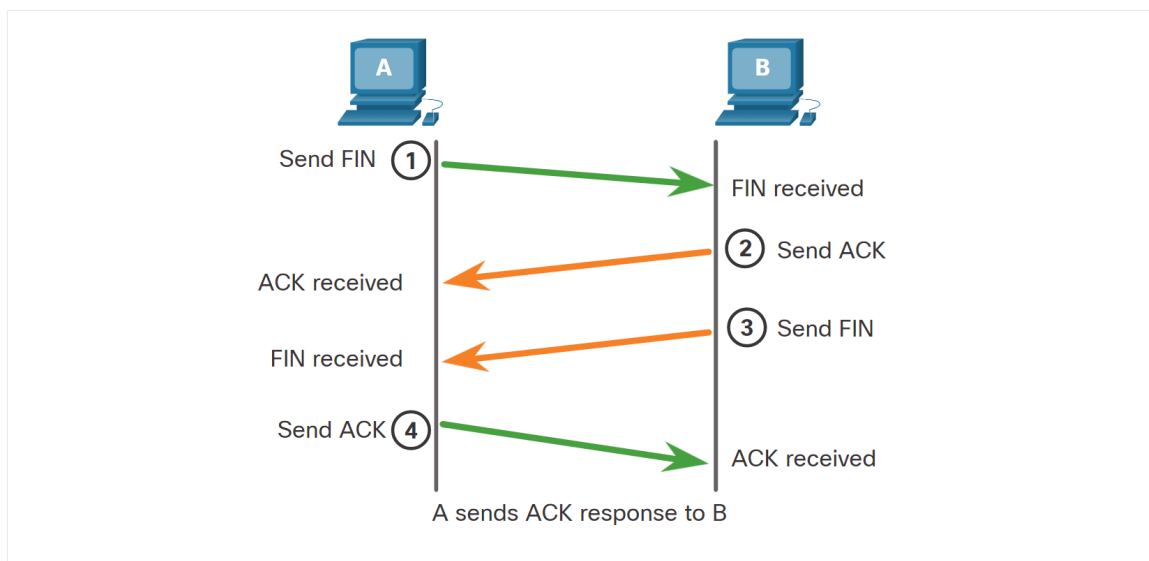 A
B
Send FIN 1
FIN received
2 Send ACK
ACK received
3 Send FIN
FIN received
Send ACK 4
ACK received
A sends ACK response to B